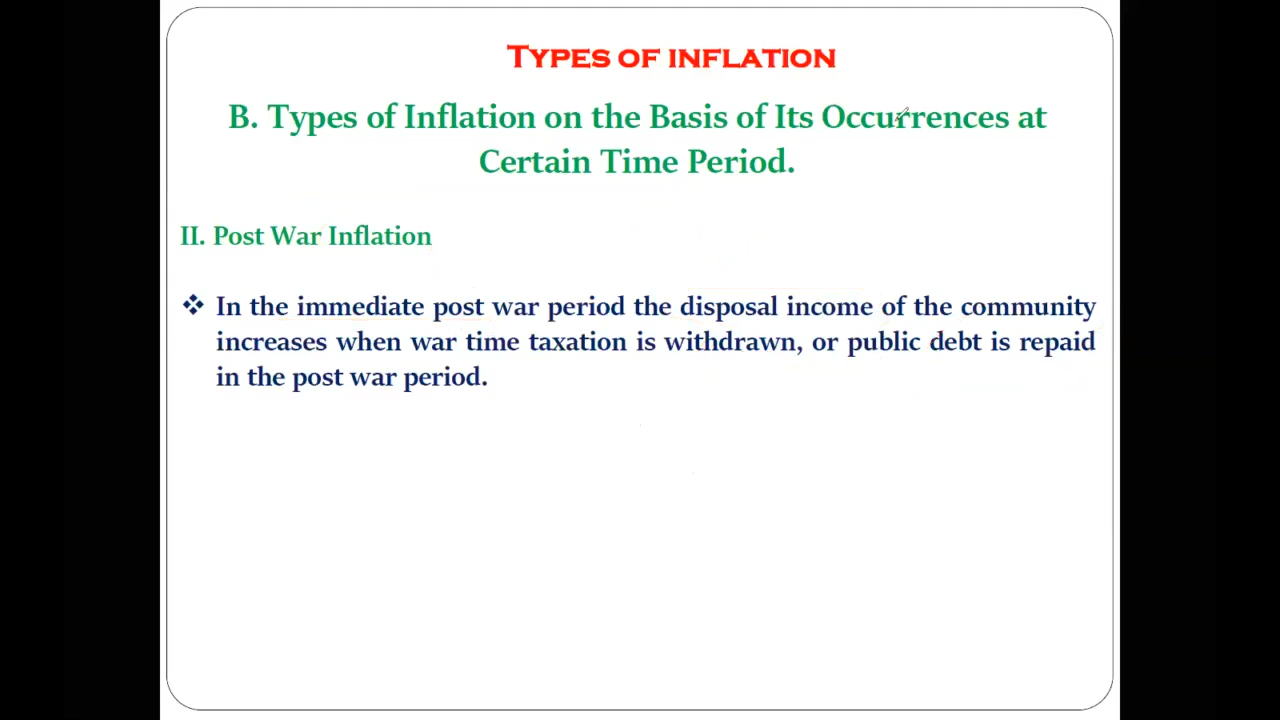 TYPES OF INFLATION
B. Types of Inflation on the Basis of Its Occurrences at
Certain Time Period.
II. Post War Inflation
❖ In the immediate post war period the disposal income of the community
increases when war time taxation is withdrawn, or public debt is repaid
in the post war period.